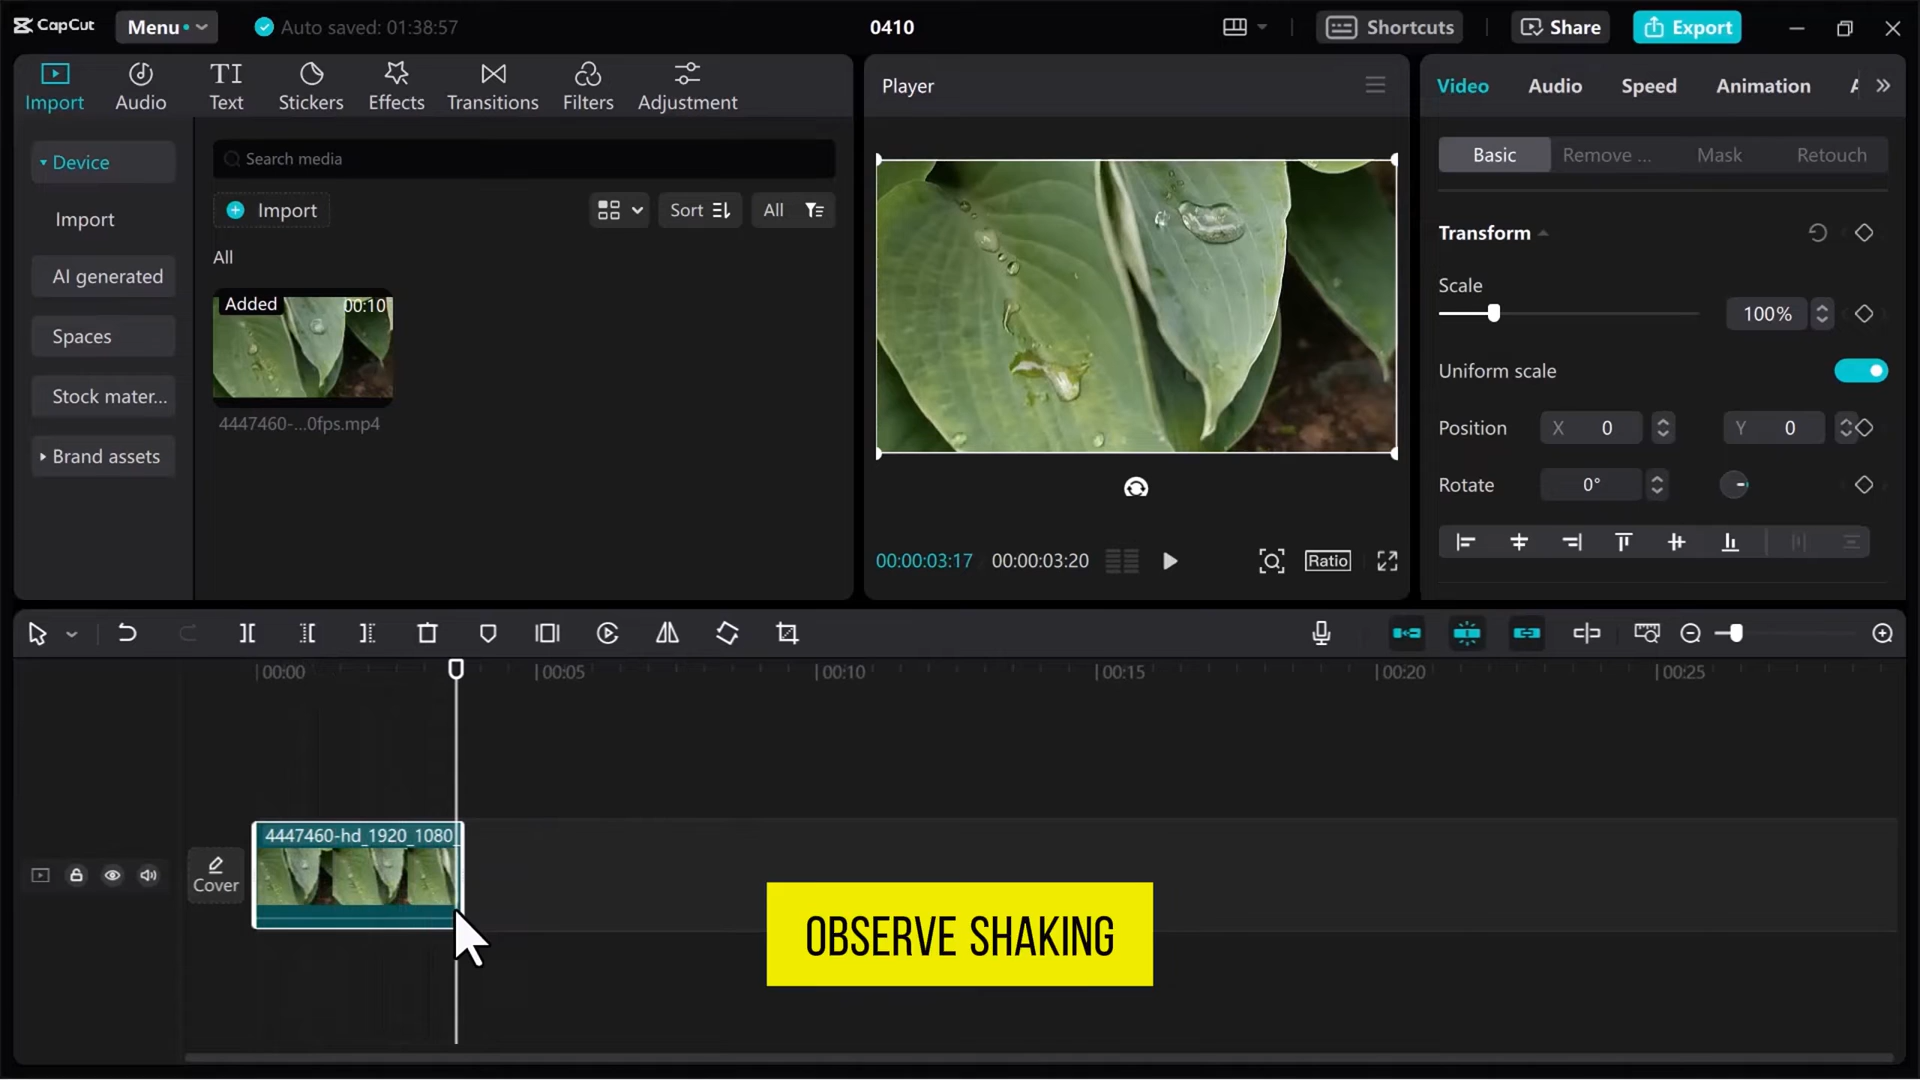 CapCut
Menu
Auto saved: 01:38:57
0410
Shortcuts
Share
Export
Import
Audio
Text
Stickers
Effects
Transitions
Filters
Adjustment
Device
Import
AI generated
Spaces
Stock mater...
Brand assets
Search media
Import
Sort
All
All
Added
00:10
4447460-...0fps.mp4
Player
00:00:03:17
00:00:03:20
Ratio
Video
Audio
Speed
Animation
Basic
Remove ...
Mask
Retouch
Transform
Scale
100%
Uniform scale
Position
X 0
Y 0
Rotate
0°
00:00
00:05
00:10
00:15
00:20
00:25
Cover
4447460-hd_1920_1080_
OBSERVE SHAKING